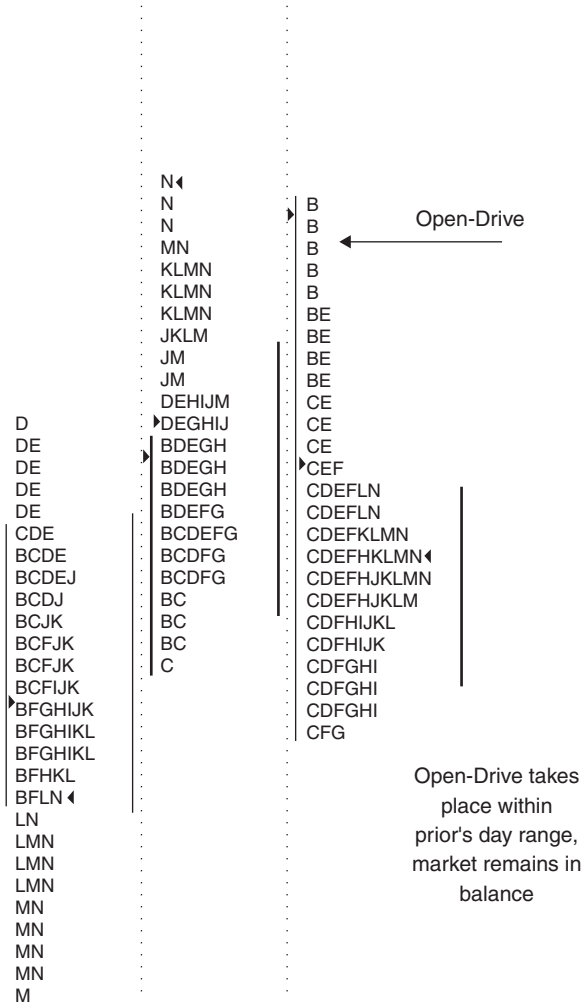 N
N
N
MN
KLMN
KLMN
KLMN
JKLM
JM
JM
DEHIJM
DEGHIJ
BDEGH
BDEGH
BDEGH
BDEFG
BCDEFG
BCDFG
BCDFG
BC
BC
BC
C
D
DE
DE
DE
DE
CDE
BCDE
BCDEJ
BCDJ
BCJK
BCFJK
BCFJK
BCFIJK
BFGHIJK
BFGHIKL
BFGHIKL
BFHKL
BFLN
LN
LMN
LMN
LMN
MN
MN
MN
MN
M
B
B
B
B
B
BE
BE
BE
BE
CE
CE
CE
CEF
CDEFLN
CDEFLN
CDEFKLMN
CDEFHKLMN
CDEFHJKLMN
CDEFHJKLM
CDFHIJKL
CDFHIJK
CDFGHI
CDFGHI
CDFGHI
CFG
Open-Drive
Open-Drive takes
place within
prior's day range,
market remains in
balance